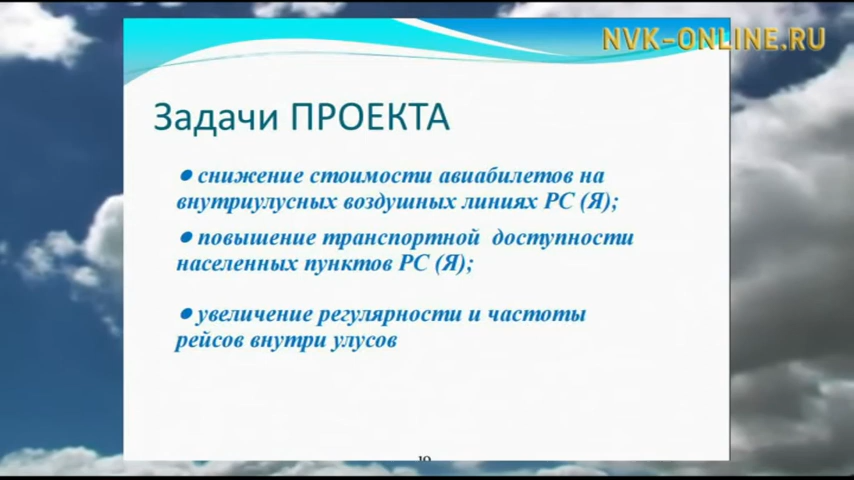 NVK-ONLINE.RU
Задачи ПРОЕКТА
● снижение стоимости авиабилетов на
внутриулусных воздушных линиях РС (Я);
● повышение транспортной доступности
населенных пунктов РС (Я);
● увеличение регулярности и частоты
рейсов внутри улусов